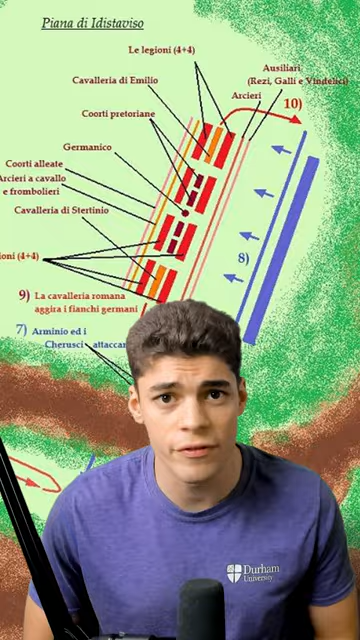 Piana di Idistaviso
Le legioni (4+4)
Cavalleria di Emilio
Ausiliari
(Rezi, Galli e Vindelici)
Arcieri
10)
Coorti pretoriane
Germanico
Coorti alleate
Arcieri a cavallo
e frombolieri
Cavalleria di Stertinio
ioni (4+4)
8)
9) La cavalleria romana
aggira i fianchi germani
7) Arminio ed i
Cherusci attaccar
Durham
University